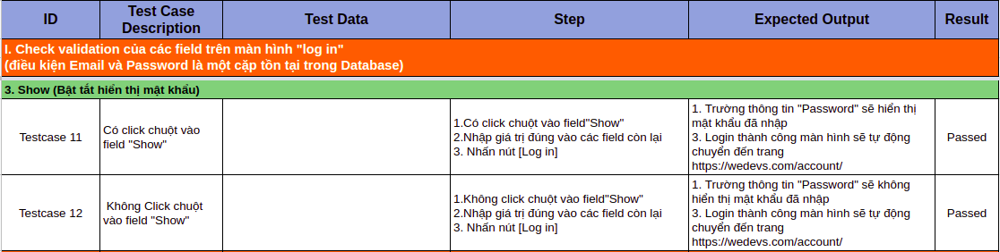 ID
Test Case
Description
Test Data
Step
Expected Output
Result
I. Check validation của các field trên màn hình "log in"
(điều kiện Email và Password là một cặp tồn tại trong Database)
3. Show (Bật tắt hiển thị mật khẩu)
Testcase 11
Có click chuột vào
field "Show"
1.Có click chuột vào field"Show"
2.Nhập giá trị đúng vào các field còn lại
3. Nhấn nút [Log in]
1. Trường thông tin "Password" sẽ hiển thị
mật khẩu đã nhập
3. Login thành công màn hình sẽ tự động
chuyển đến trang
https://wedevs.com/account/
Passed
Testcase 12
Không Click chuột
vào field "Show"
1.Không click chuột vào field"Show"
2.Nhập giá trị đúng vào các field còn lại
3. Nhấn nút [Log in]
1. Trường thông tin "Password" sẽ không
hiển thị mật khẩu đã nhập
3. Login thành công màn hình sẽ tự động
chuyển đến trang
https://wedevs.com/account/
Passed